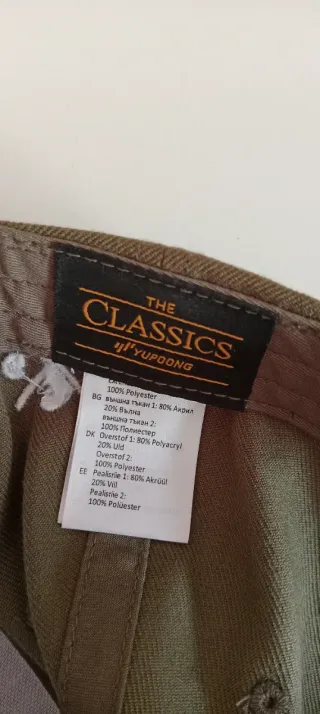 THE
CLASSICS
YUPOONG
100% Polyester
BG външна тъкан 1: 80% Акрил
20% Вълна
външна тъкан 2:
100% Полиестер
DK Overstof 1: 80% Polyacryl
20% Uld
Overstof 2:
100% Polyester
EE Pealisriie 1: 80% Akrüül
20% Vill
Pealisriie 2:
100% Polüester